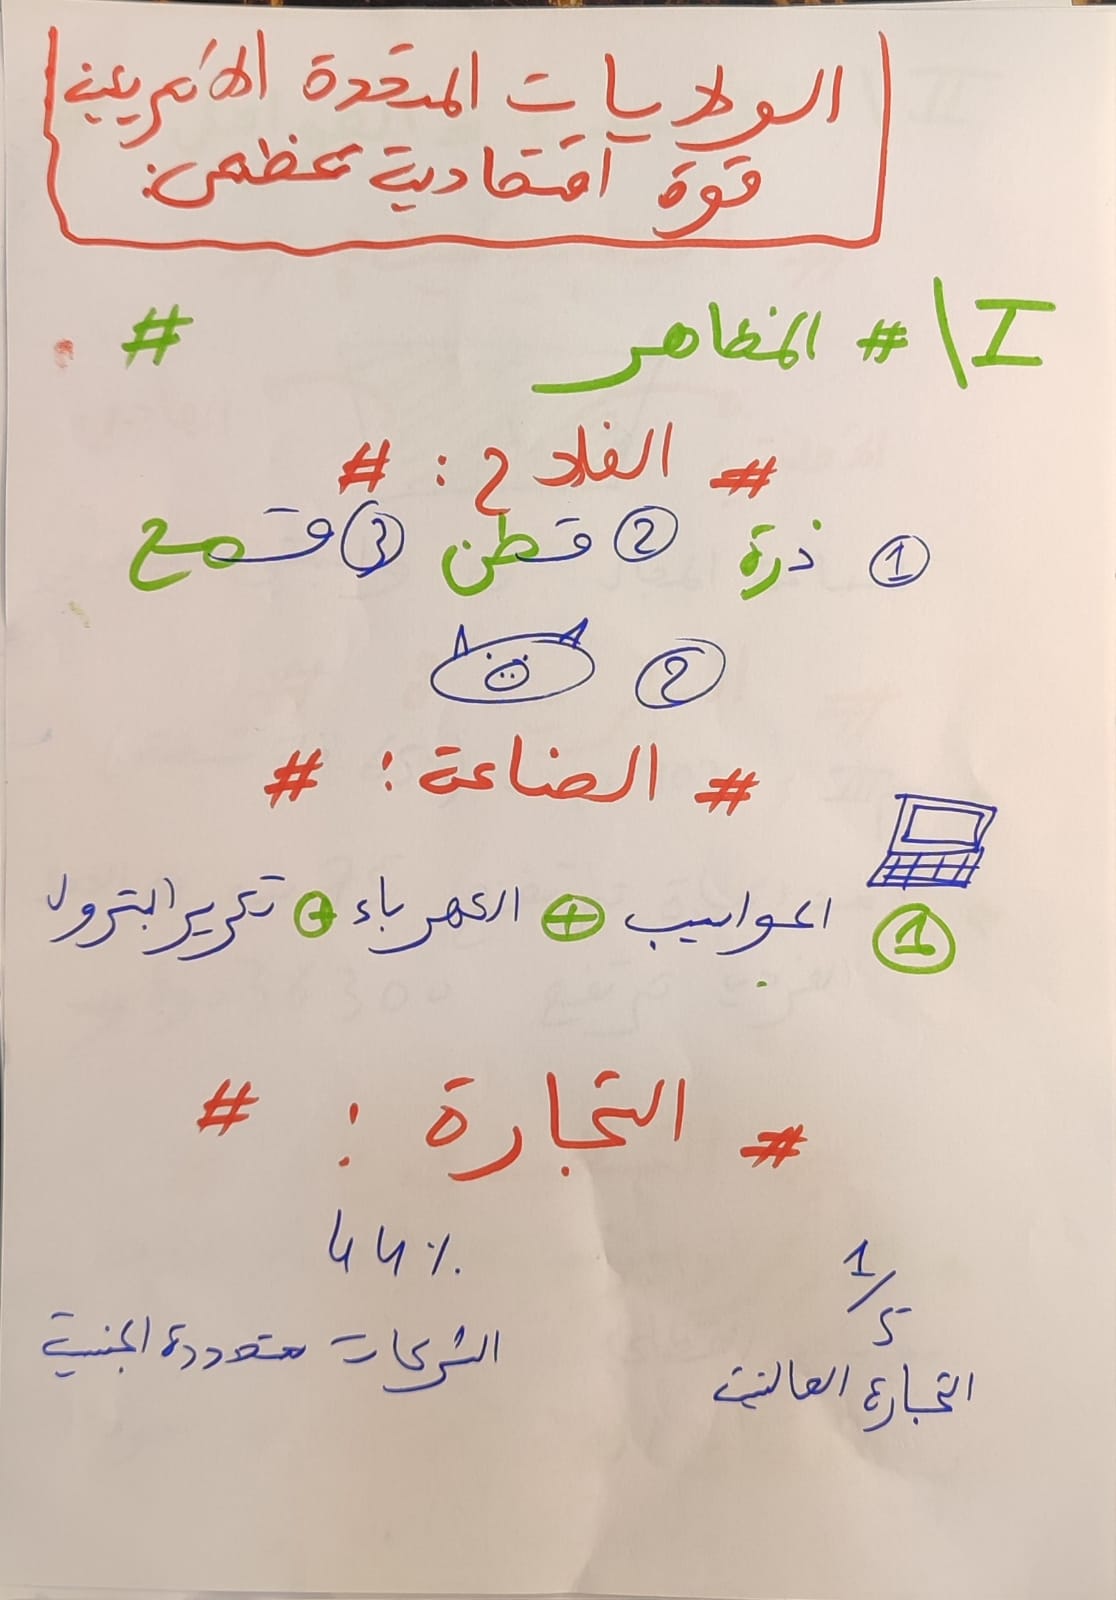 الولايات المتحدة الأمريكية
قوة اقتصادية عظمى:
I\ # المظاهر #
# الفلاح : #
① ذرة ② قطن ③ قمح
②
# الصناعة : #
① الحواسيب + الكهرباء + تكرير البترول
# التجارة : #
1/5 44٪
التجارة العالمية الشركات متعددة الجنسية